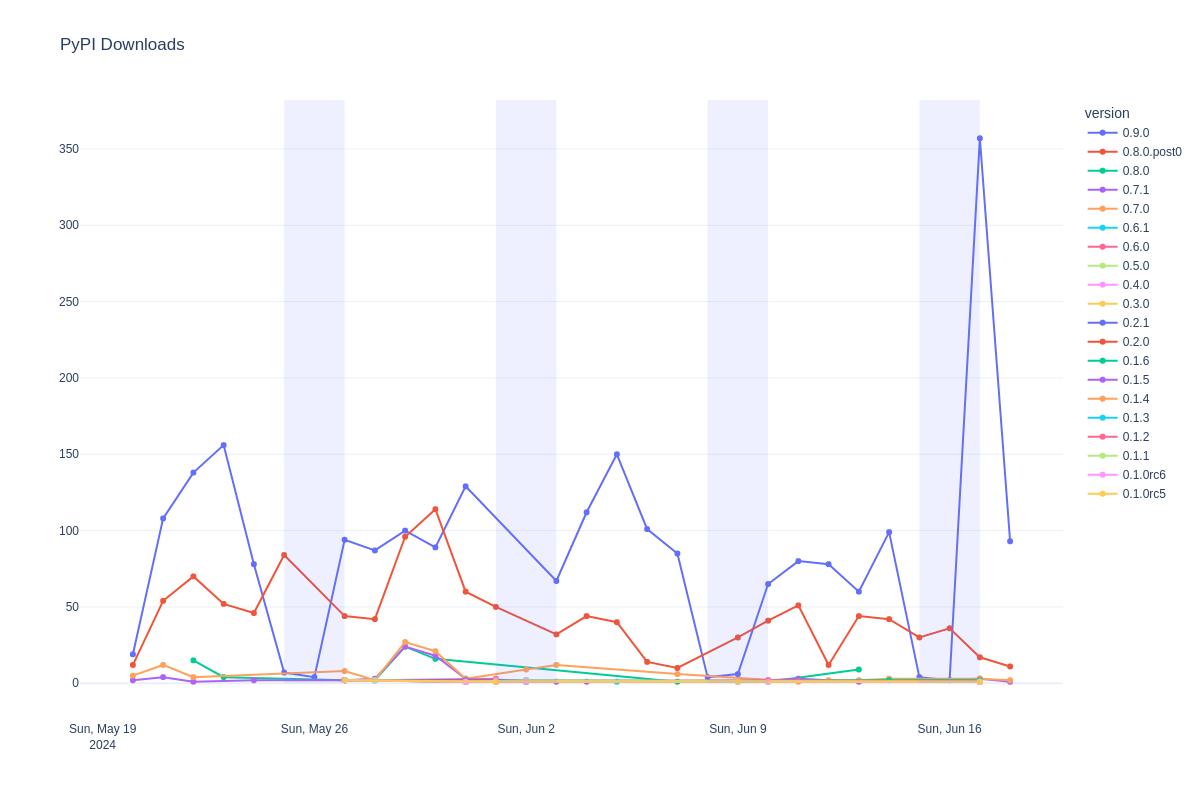 PyPI Downloads
350
300
250
200
150
100
50
0
Sun, May 19
2024
Sun, May 26
Sun, Jun 2
Sun, Jun 9
Sun, Jun 16
version
0.9.0
0.8.0.post0
0.8.0
0.7.1
0.7.0
0.6.1
0.6.0
0.5.0
0.4.0
0.3.0
0.2.1
0.2.0
0.1.6
0.1.5
0.1.4
0.1.3
0.1.2
0.1.1
0.1.0rc6
0.1.0rc5